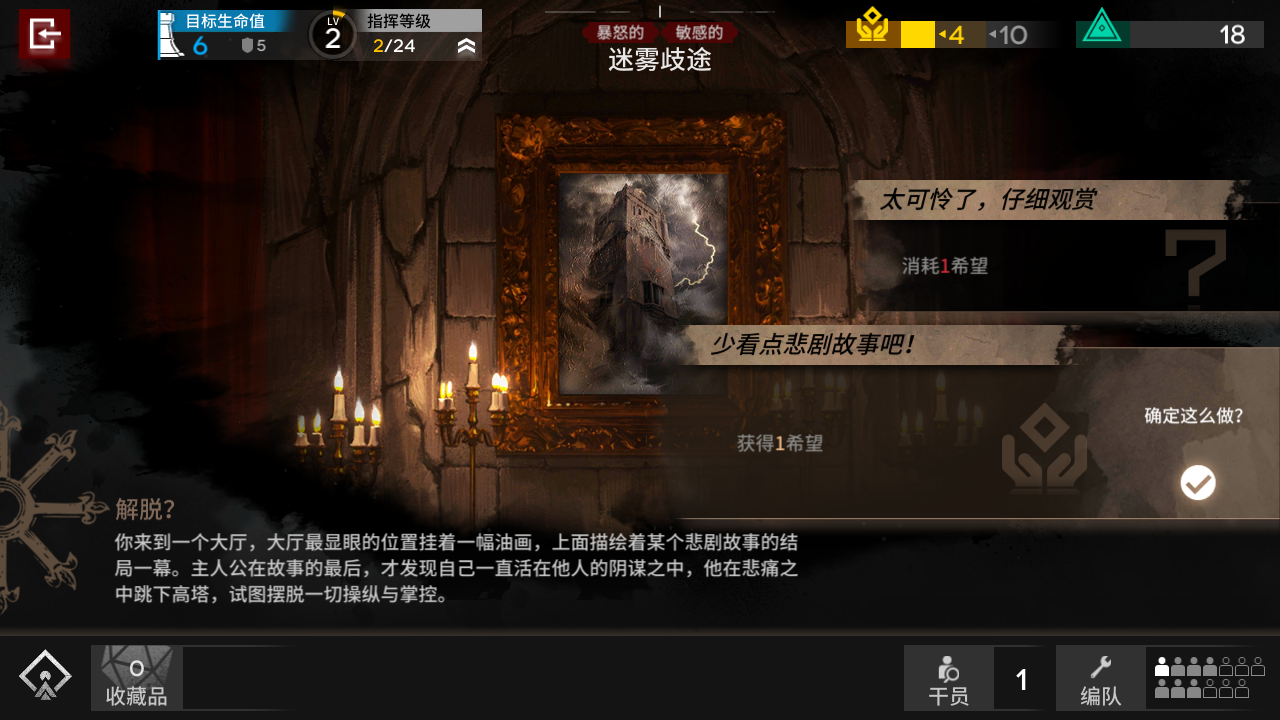 目标生命值
6
5
LV
2
指挥等级
2/24
暴怒的
敏感的
迷雾歧途
4
10
18
太可怜了，仔细观赏
消耗1希望
少看点悲剧故事吧！
获得1希望
确定这么做？
解脱？
你来到一个大厅，大厅最显眼的位置挂着一幅油画，上面描绘着某个悲剧故事的结
局一幕。主人公在故事的最后，才发现自己一直活在他人的阴谋之中，他在悲痛之
中跳下高塔，试图摆脱一切操纵与掌控。
0
收藏品
干员
1
编队